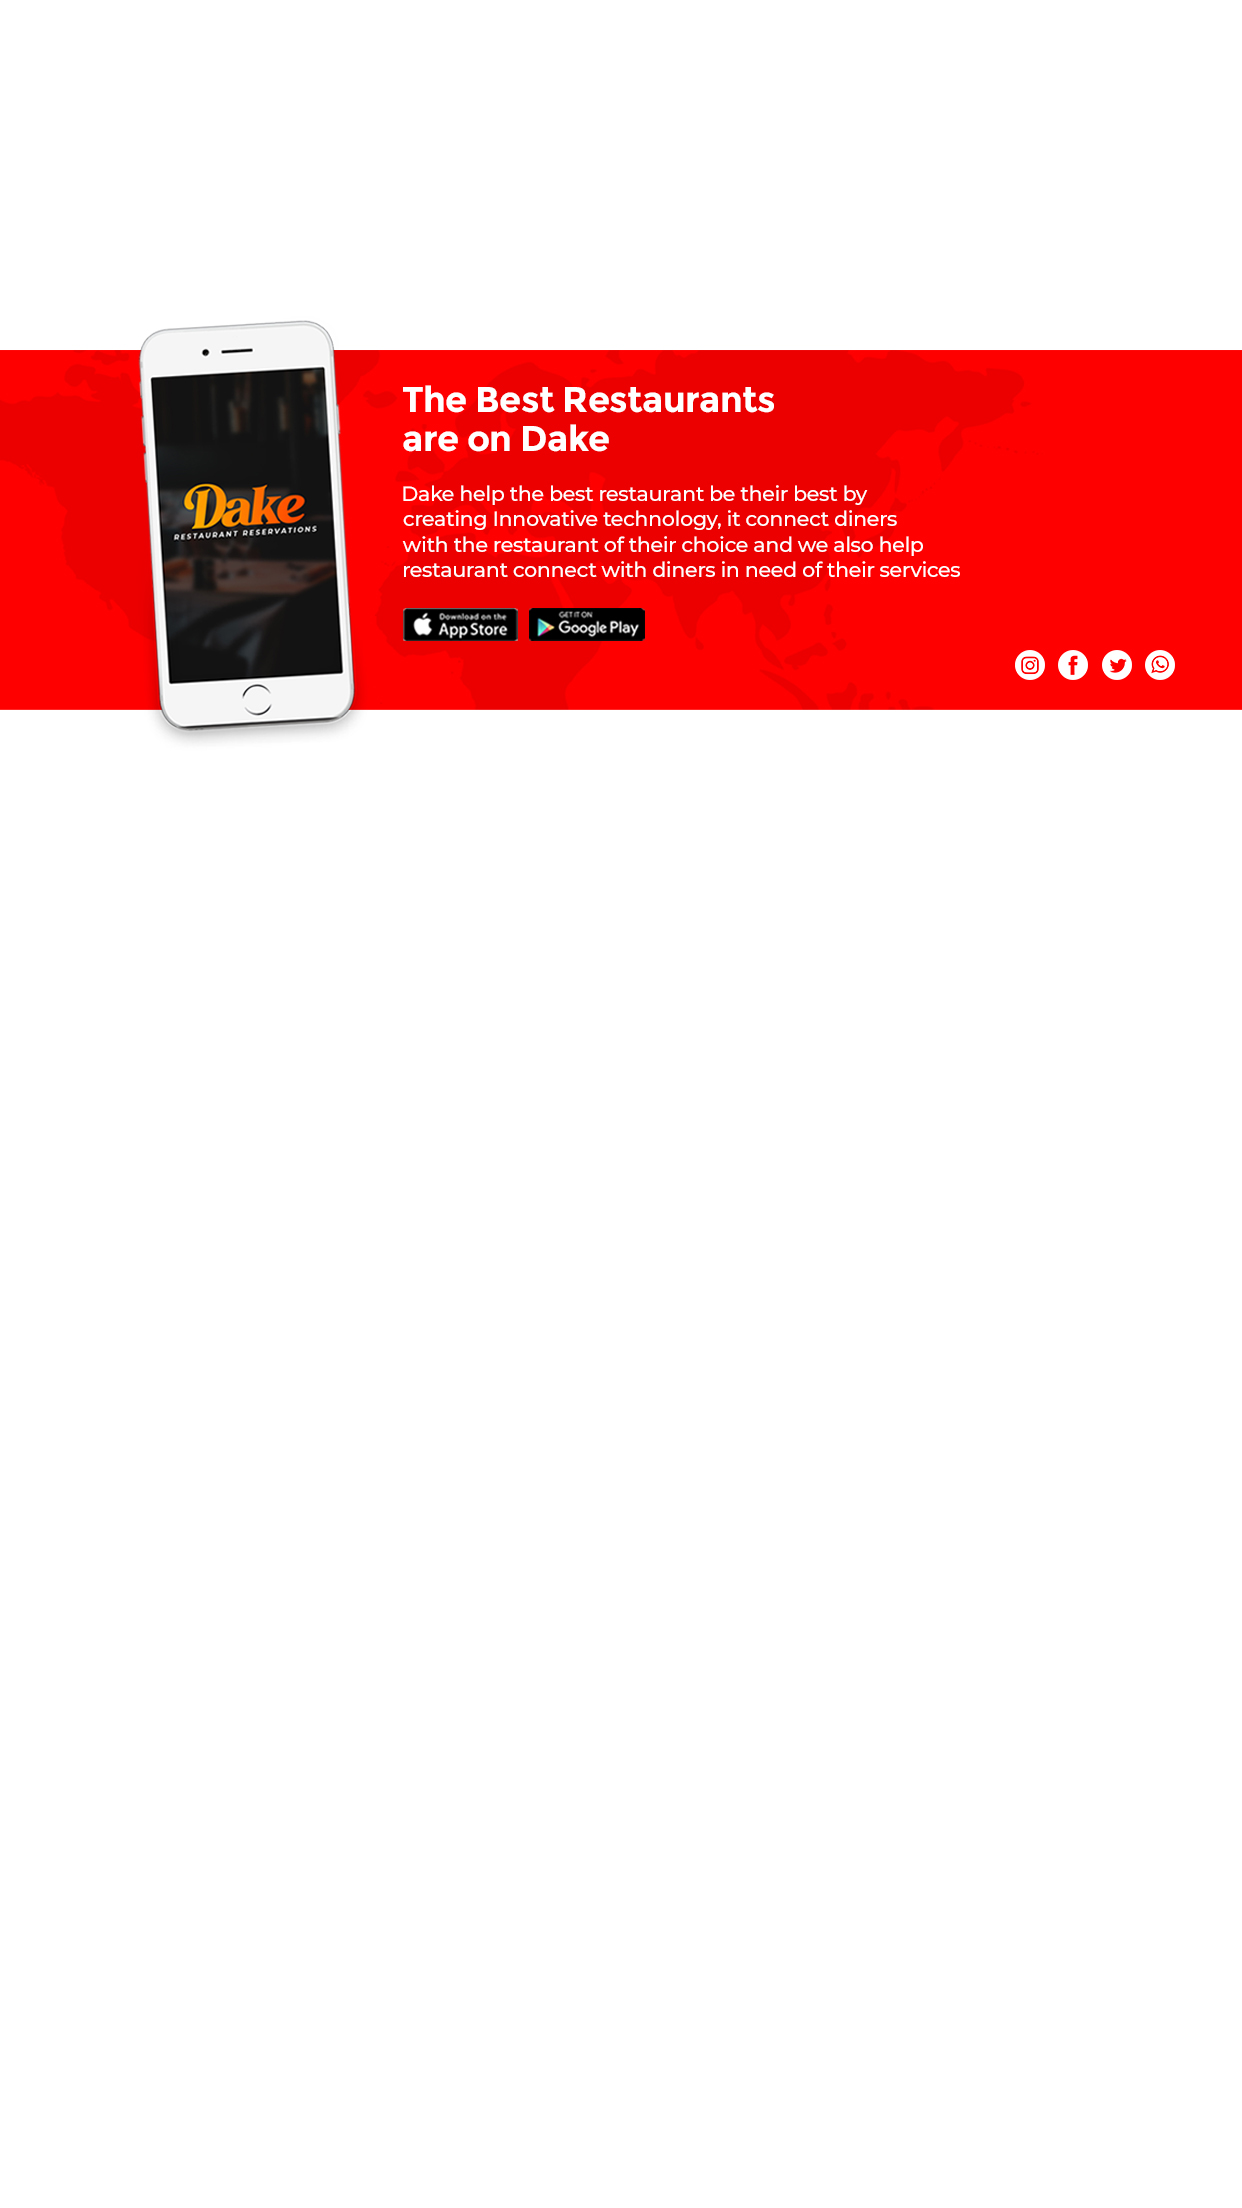 The Best Restaurants
are on Dake
Dake help the best restaurant be their best by
creating Innovative technology, it connect diners
with the restaurant of their choice and we also help
restaurant connect with diners in need of their services
Dake
RESTAURANT RESERVATIONS
Download on the
App Store
GET IT ON
Google Play